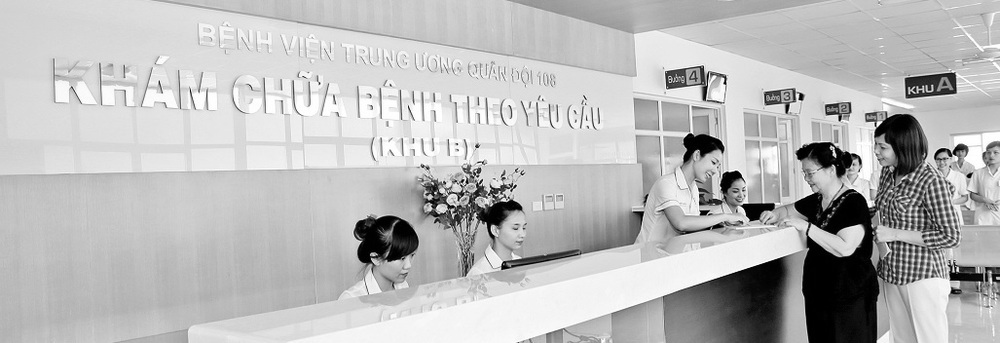 BỆNH VIỆN TRUNG ƯƠNG QUÂN ĐỘI 108
KHÁM CHỮA BỆNH THEO YÊU CẦU
(KHU B)
Buồng 4
Buồng 3
Buồng 2
Buồng 1
KHU A